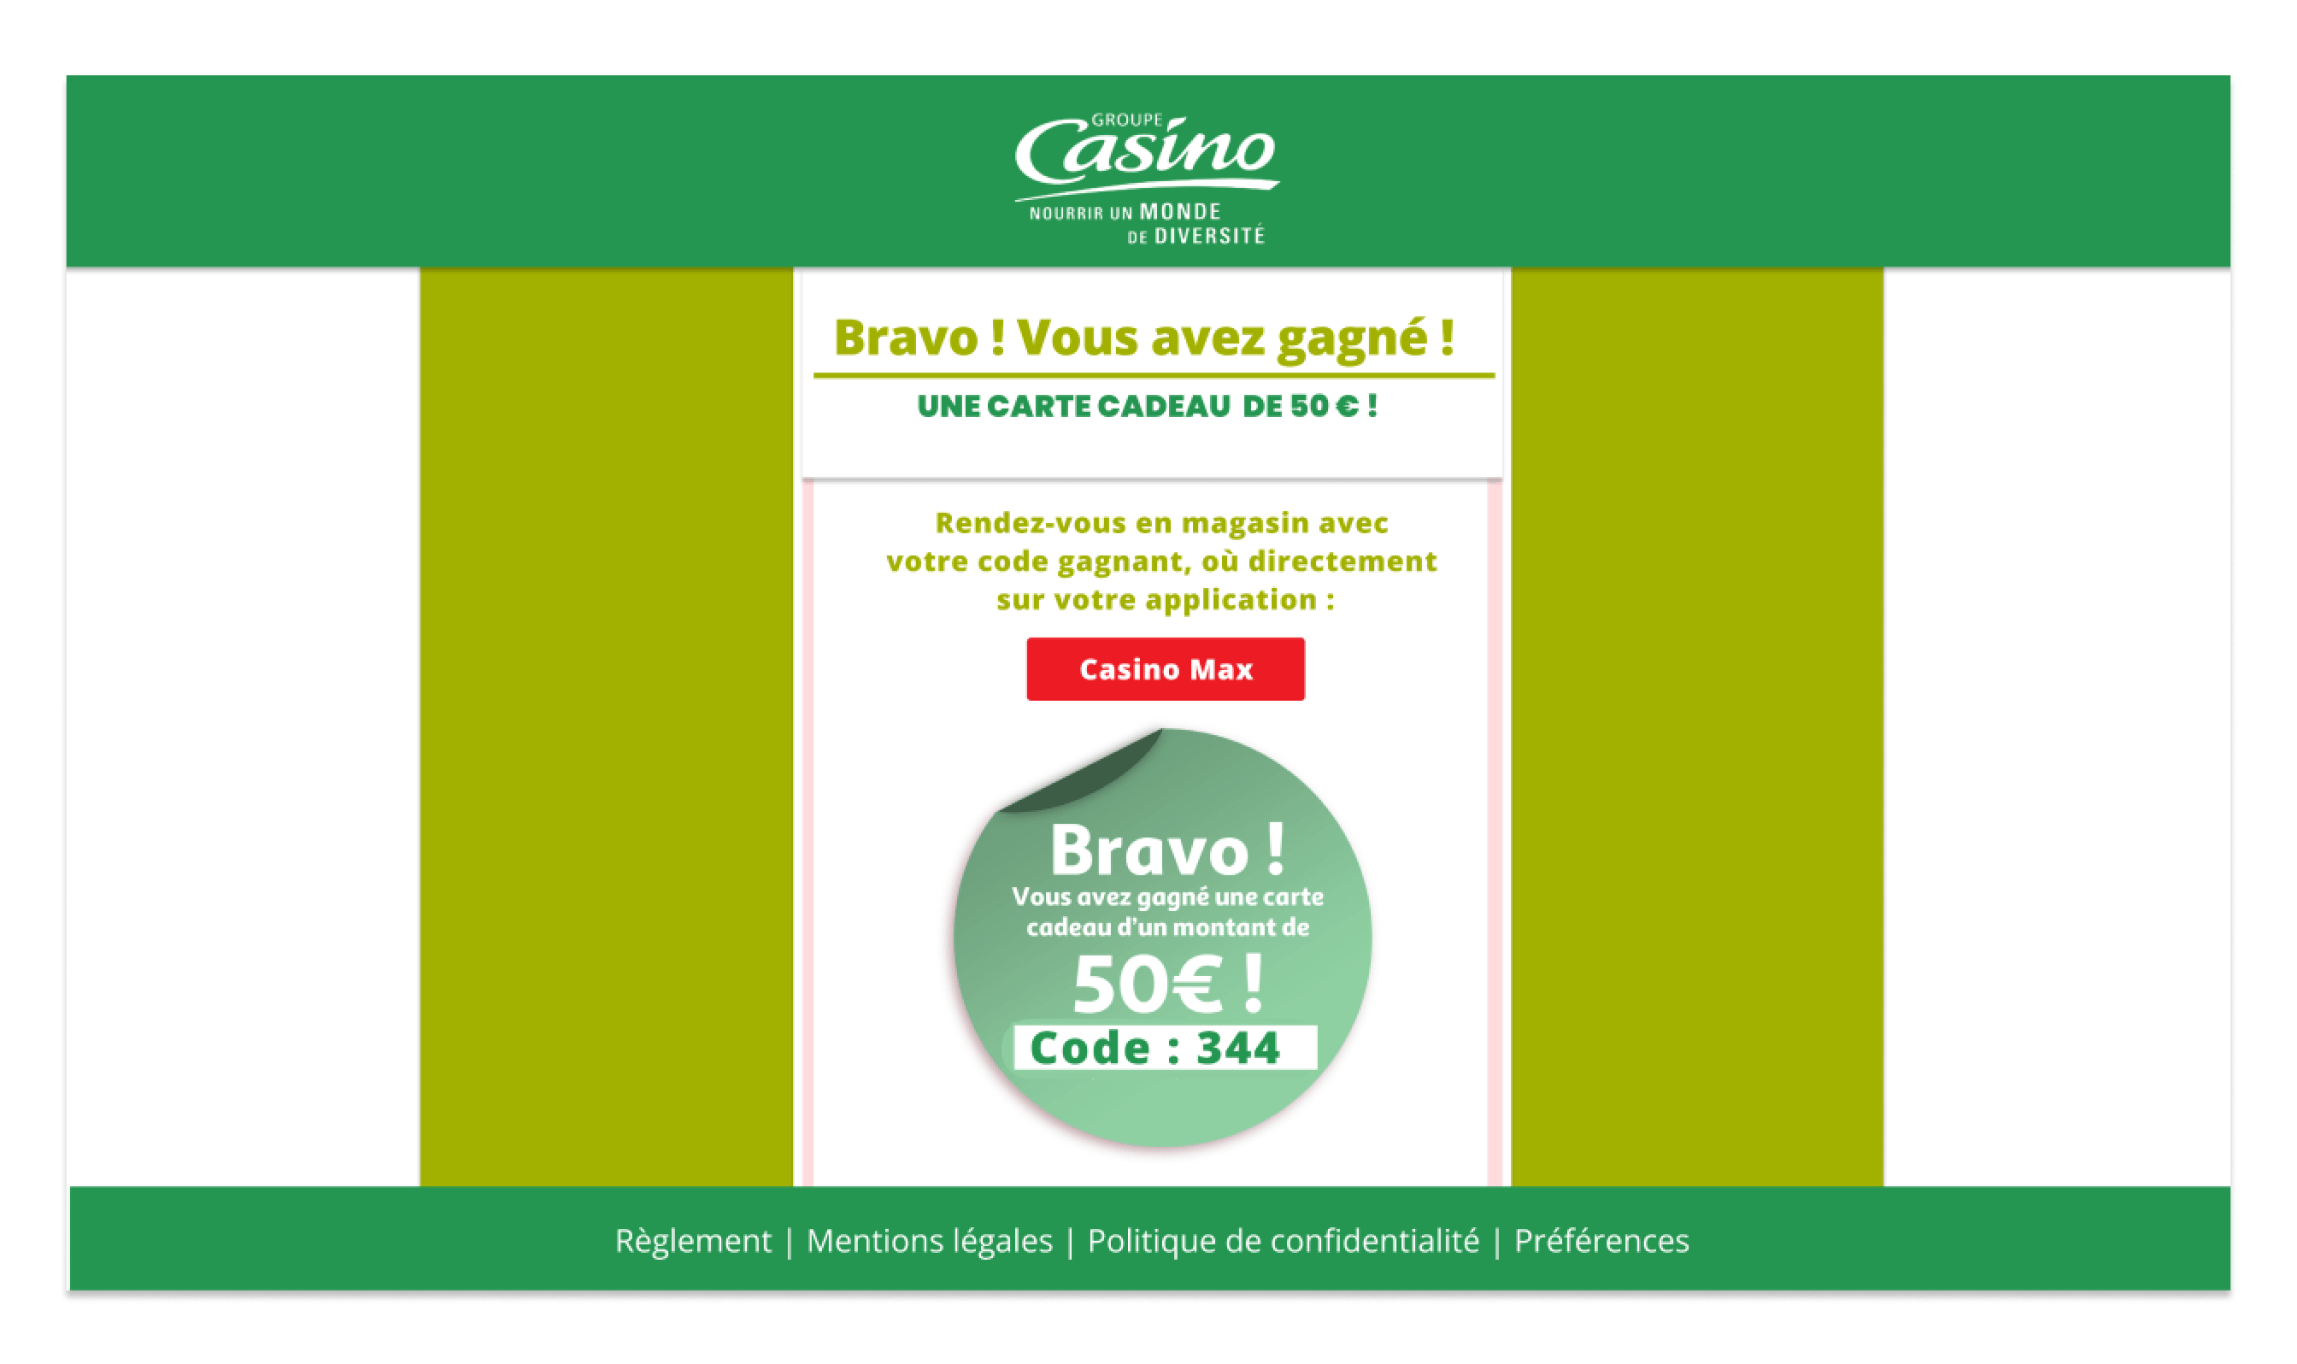 GROUPE
Casino
NOURRIR UN MONDE
DE DIVERSITÉ
Bravo ! Vous avez gagné !
UNE CARTE CADEAU DE 50 € !
Rendez-vous en magasin avec
votre code gagnant, où directement
sur votre application :
Casino Max
Bravo !
Vous avez gagné une carte
cadeau d'un montant de
50€ !
Code : 344
Règlement | Mentions légales | Politique de confidentialité | Préférences